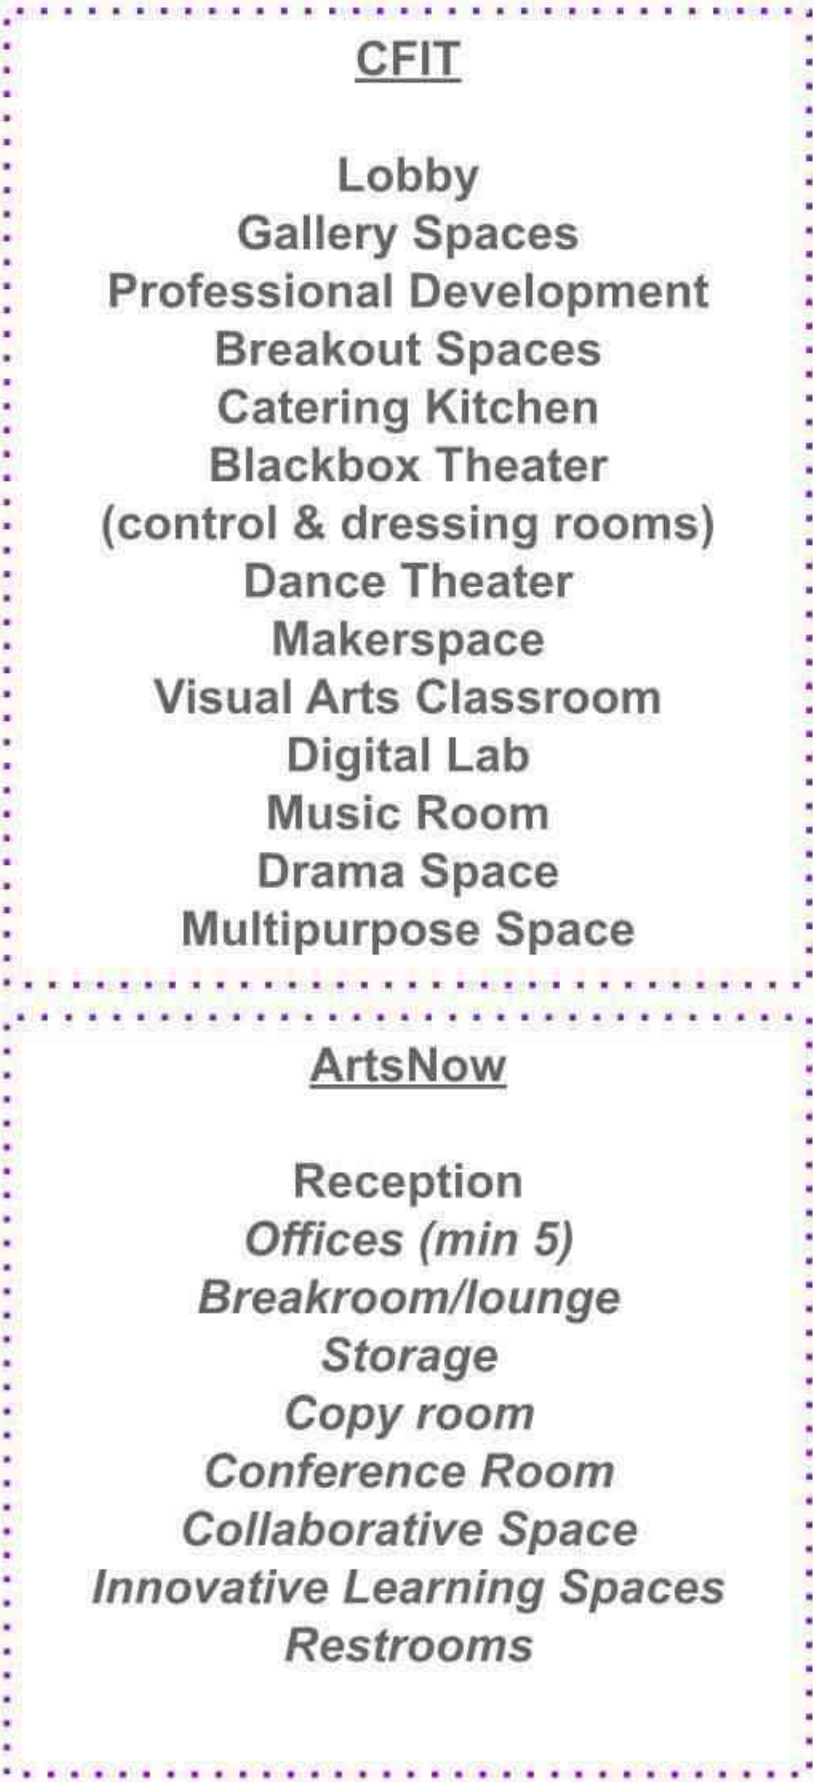 CFIT
Lobby
Gallery Spaces
Professional Development
Breakout Spaces
Catering Kitchen
Blackbox Theater
(control & dressing rooms)
Dance Theater
Makerspace
Visual Arts Classroom
Digital Lab
Music Room
Drama Space
Multipurpose Space
ArtsNow
Reception
Offices (min 5)
Breakroom/lounge
Storage
Copy room
Conference Room
Collaborative Space
Innovative Learning Spaces
Restrooms